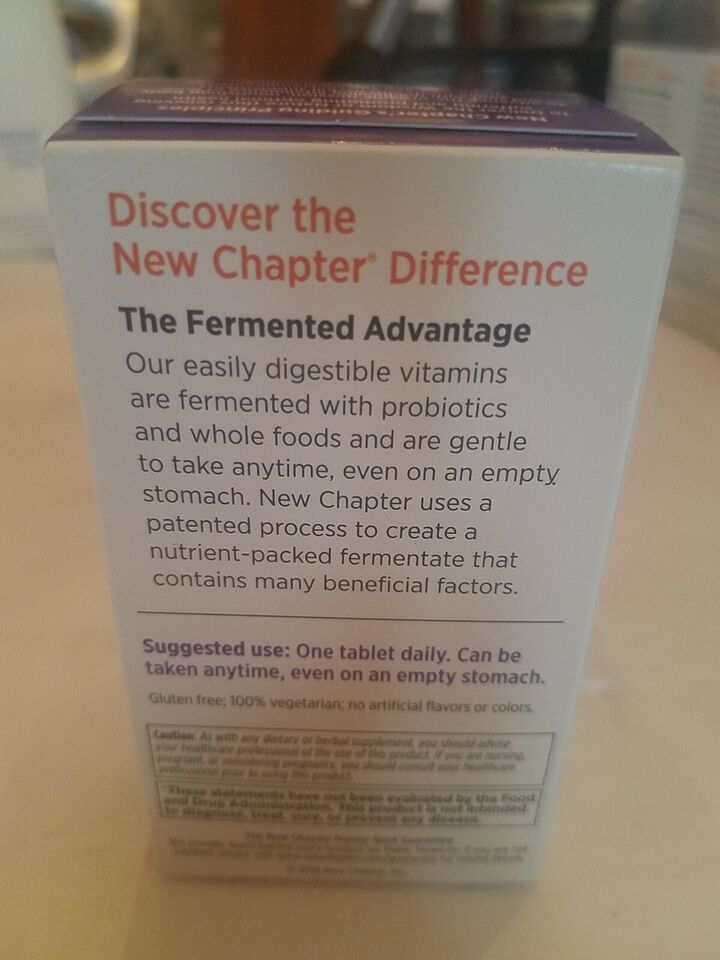 New Chapter's Guiding Principles
Discover the
New Chapter® Difference
The Fermented Advantage
Our easily digestible vitamins
are fermented with probiotics
and whole foods and are gentle
to take anytime, even on an empty
stomach. New Chapter uses a
patented process to create a
nutrient-packed fermentate that
contains many beneficial factors.
Suggested use: One tablet daily. Can be
taken anytime, even on an empty stomach.
Gluten free; 100% vegetarian; no artificial flavors or colors.
Caution: As with any dietary or herbal supplement, you should advise
your healthcare professional of the use of this product. If you are nursing,
pregnant, or considering pregnancy, you should consult your healthcare
professional prior to using this product.
*These statements have not been evaluated by the Food
and Drug Administration. This product is not intended
to diagnose, treat, cure, or prevent any disease.